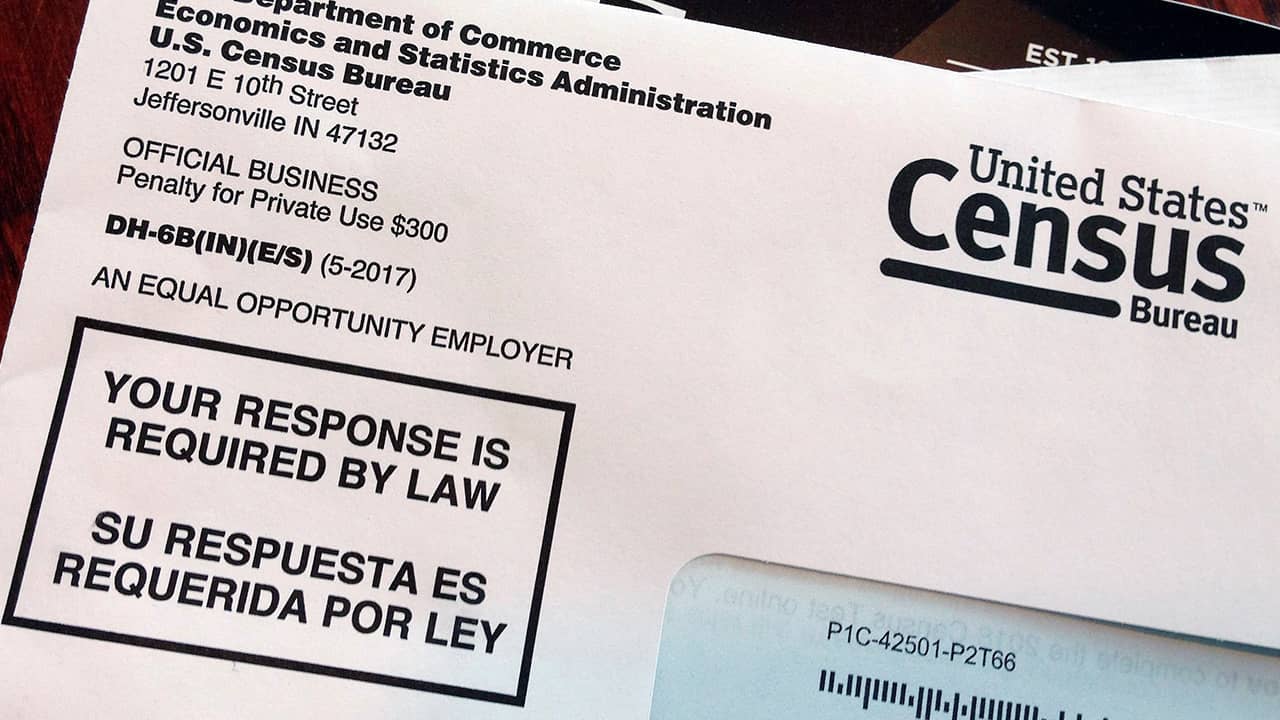 Department of Commerce
Economics and Statistics Administration
U.S. Census Bureau
1201 E 10th Street
Jeffersonville IN 47132
OFFICIAL BUSINESS
Penalty for Private Use $300
DH-6B(IN)(E/S) (5-2017)
AN EQUAL OPPORTUNITY EMPLOYER
YOUR RESPONSE IS
REQUIRED BY LAW
SU RESPUESTA ES
REQUERIDA POR LEY
EST
United States™
Census
Bureau
P1C-42501-P2T66